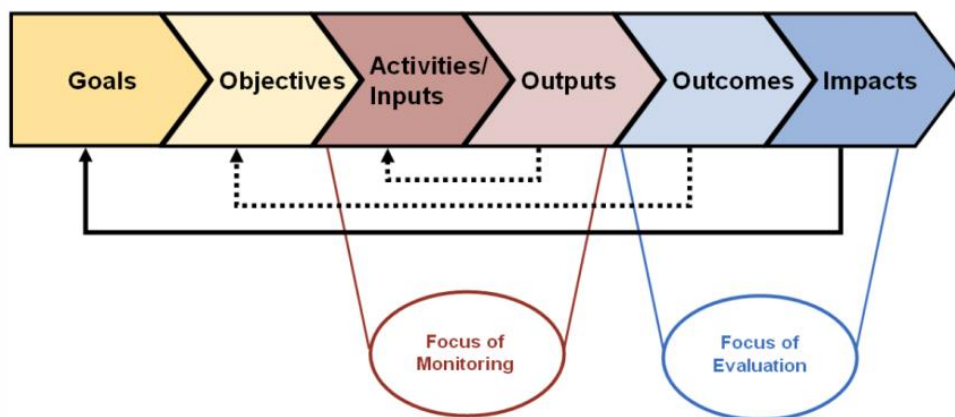 Goals
Objectives
Activities/
Inputs
Outputs
Outcomes
Impacts
Focus of
Monitoring
Focus of
Evaluation